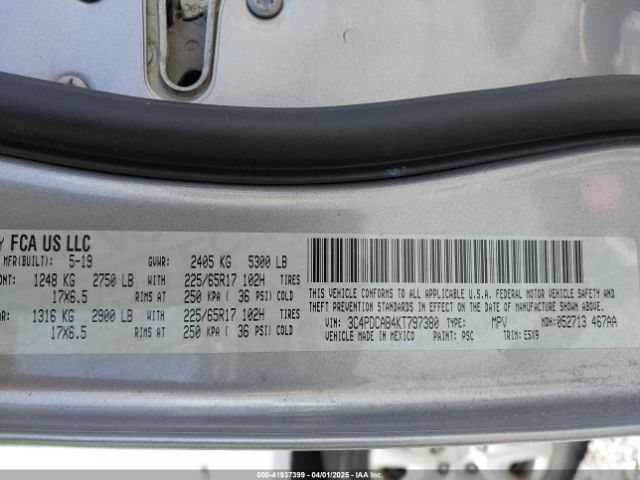 FCA US LLC
MFR(BUILT): 5-19 GVWR: 2405 KG 5300 LB
1248 KG 2750 LB WITH 225/65R17 102H TIRES
17X6.5 RIMS AT 250 KPA ( 36 PSI) COLD
1316 KG 2900 LB WITH 225/65R17 102H TIRES
17X6.5 RIMS AT 250 KPA ( 36 PSI) COLD
THIS VEHICLE CONFORMS TO ALL APPLICABLE U.S.A. FEDERAL MOTOR VEHICLE SAFETY
AND THEFT PREVENTION STANDARDS IN EFFECT ON THE DATE OF MANUFACTURE SHOWN ABOVE
VIN: 3C4PDCAB4KT797380 TYPE: MPV MDH: 052713 467AA
VEHICLE MADE IN MEXICO PAINT: PSC TRIM: E5X9
000-41937399 | 04/01/2025 | IAA Inc.